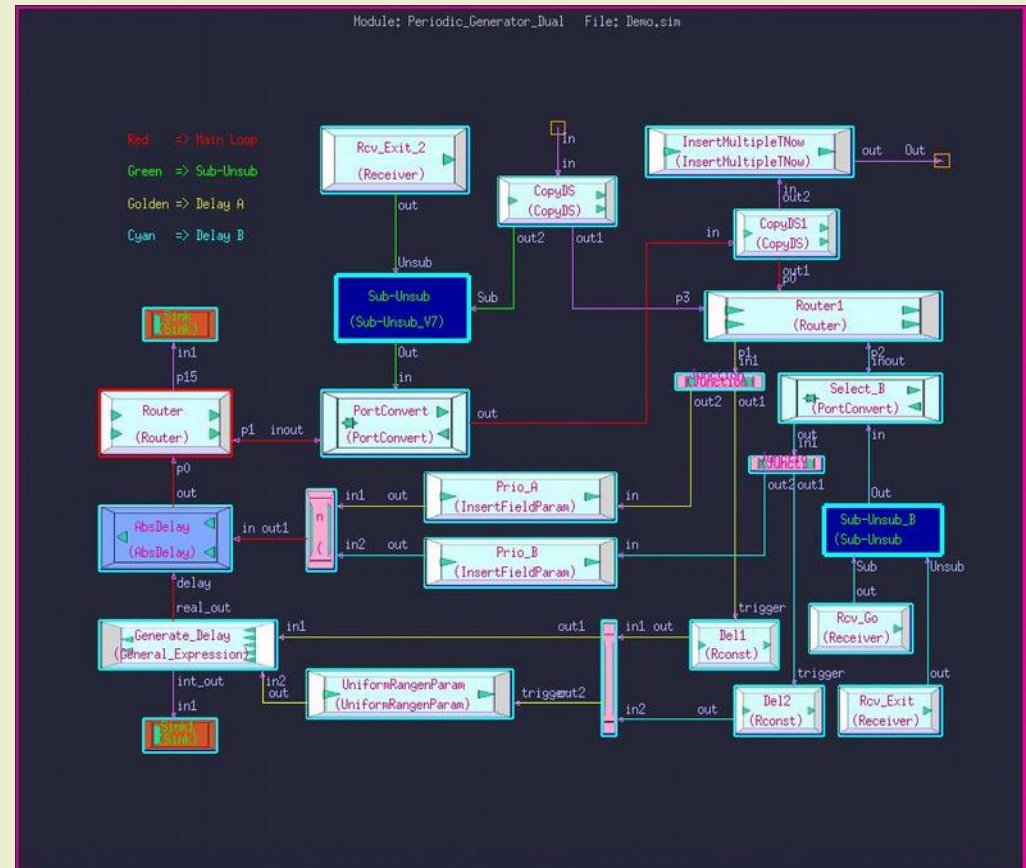 Module: Periodic_Generator_Dual File: Demo.sim
Red => Main Loop
Green => Sub-Unsub
Golden => Delay A
Cyan => Delay B
Rcv_Exit_2
(Receiver)
out
Unsub
In
in
CopyDS
(CopyDS)
out2
out1
InsertMultipleTNow
(InsertMultipleTNow)
out Out
in
out2
CopyDS1
(CopyDS)
in
out1
p0
Sub-Unsub
(Sub-Unsub_V7)
Sub
p3
Router1
(Router)
Sink
(Sink)
in1
p15
Out
in
p1
in1
p2
inout
Junction
out2 out1
Router
(Router)
p1 inout
PortConvert
(PortConvert)
out
Select_B
(PortConvert)
out
in1
in
out2 out1
p0
out
Prio_A
(InsertFieldParam)
in1 out
in
AbsDelay
(AbsDelay)
in out1
n
(
Prio_B
(InsertFieldParam)
in2 out
in
Out
Sub-Unsub_B
(Sub-Unsub
Sub
Unsub
delay
real_out
trigger
out
Generate_Delay
(General_Expression)
in1
out1
in1 out
Del1
(Rconst)
Rcv_Go
(Receiver)
int_out
in1
in2
out
UniformRangenParam
(UniformRangenParam)
trigger
out2
trigger
out
in2
out
Del2
(Rconst)
Rcv_Exit
(Receiver)
Sink1
(Sink)